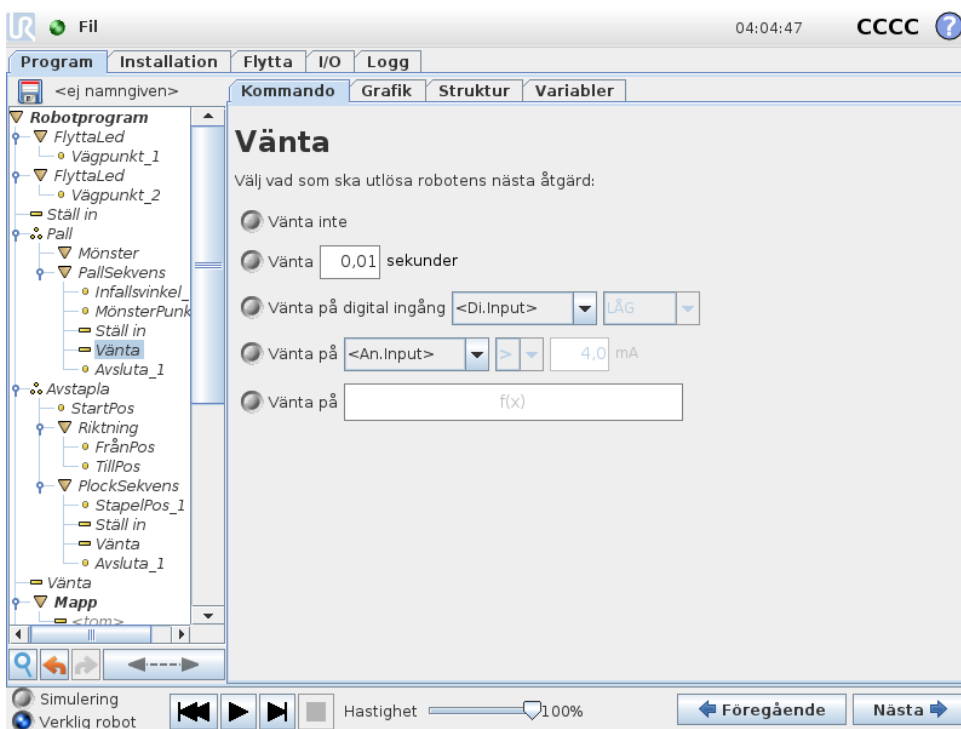 UR Fil 04:04:47 CCCC ?
Program Installation Flytta I/O Logg
<ej namngiven>
Kommando Grafik Struktur Variabler
Robotprogram
FlyttaLed
Vägpunkt_1
FlyttaLed
Vägpunkt_2
Ställ in
Pall
Mönster
PallSekvens
Infallsvinkel_
MönsterPunk
Ställ in
Vänta
Avsluta_1
Avstapla
StartPos
Riktning
FrånPos
TillPos
PlockSekvens
StapelPos_1
Ställ in
Vänta
Avsluta_1
Vänta
Mapp
<tom>
Vänta
Välj vad som ska utlösa robotens nästa åtgärd:
Vänta inte
Vänta 0,01 sekunder
Vänta på digital ingång <Di.Input> LÅG
Vänta på <An.Input> > 4,0 mA
Vänta på f(x)
Simulering
Verklig robot
Hastighet 100%
Föregående Nästa